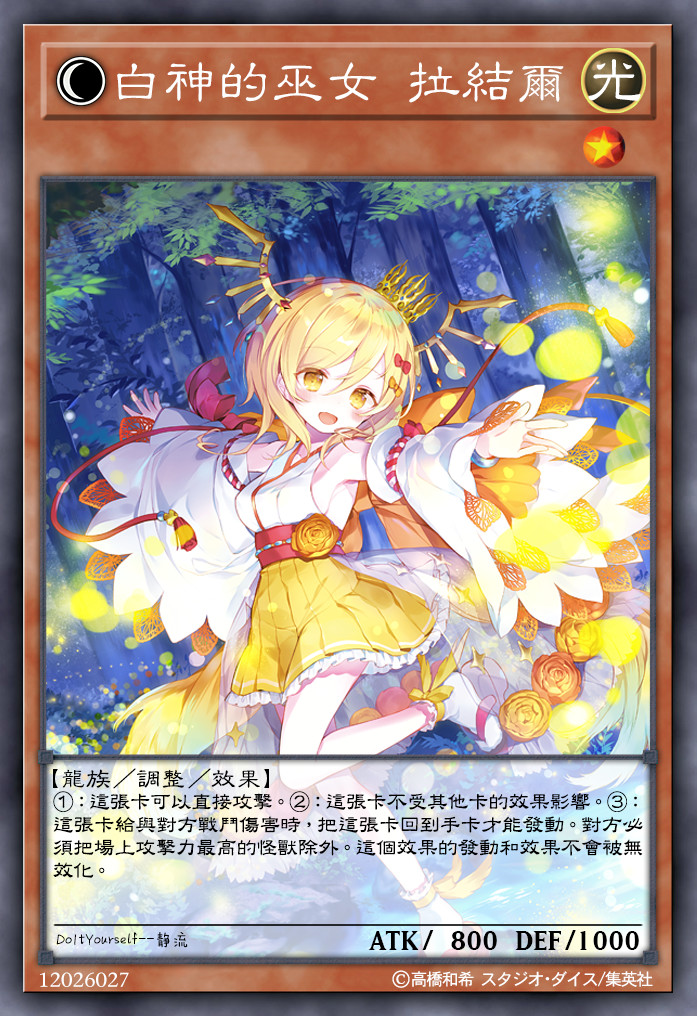 白神的巫女 拉結爾
光
【龍族／調整／效果】
①：這張卡可以直接攻擊。②：這張卡不受其他卡的效果影響。③：
這張卡給與對方戰鬥傷害時，把這張卡回到手卡才能發動。對方必
須把場上攻擊力最高的怪獸除外。這個效果的發動和效果不會被無
效化。
DoItYourself--静流
ATK/ 800 DEF/1000
12026027
©高橋和希 スタジオ・ダイス/集英社